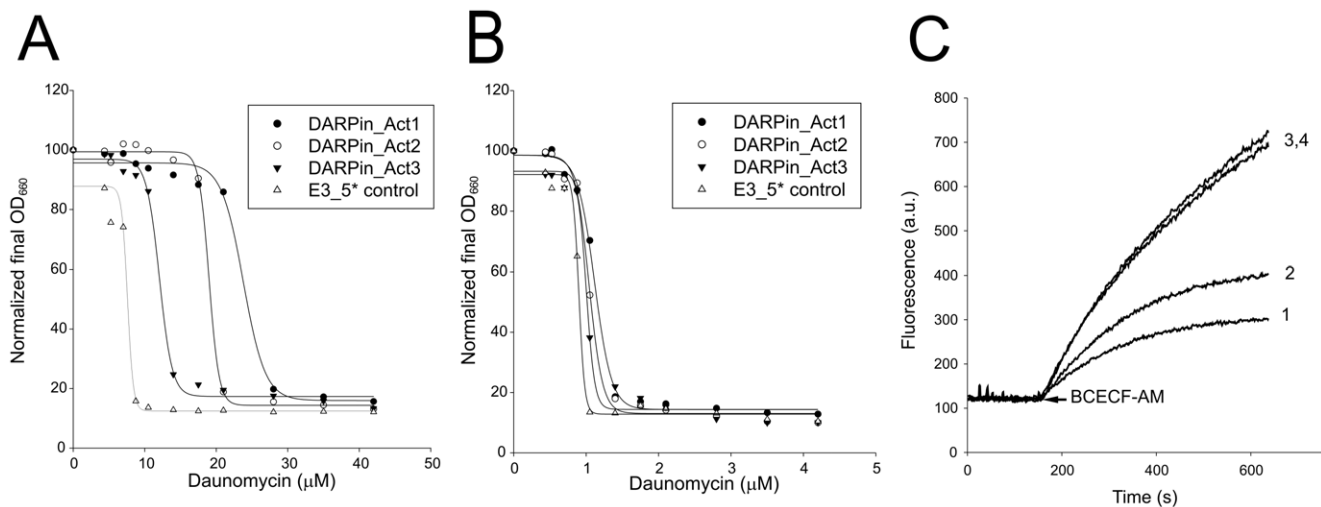 A
Normalized final OD660
120
100
80
60
40
20
0
0
10
20
30
40
50
Daunomycin (μM)
DARPin_Act1
DARPin_Act2
DARPin_Act3
E3_5* control
B
Normalized final OD660
120
100
80
60
40
20
0
0
1
2
3
4
5
Daunomycin (μM)
DARPin_Act1
DARPin_Act2
DARPin_Act3
E3_5* control
C
Fluorescence (a.u.)
800
700
600
500
400
300
200
100
0
0
200
400
600
Time (s)
3,4
2
1
BCECF-AM